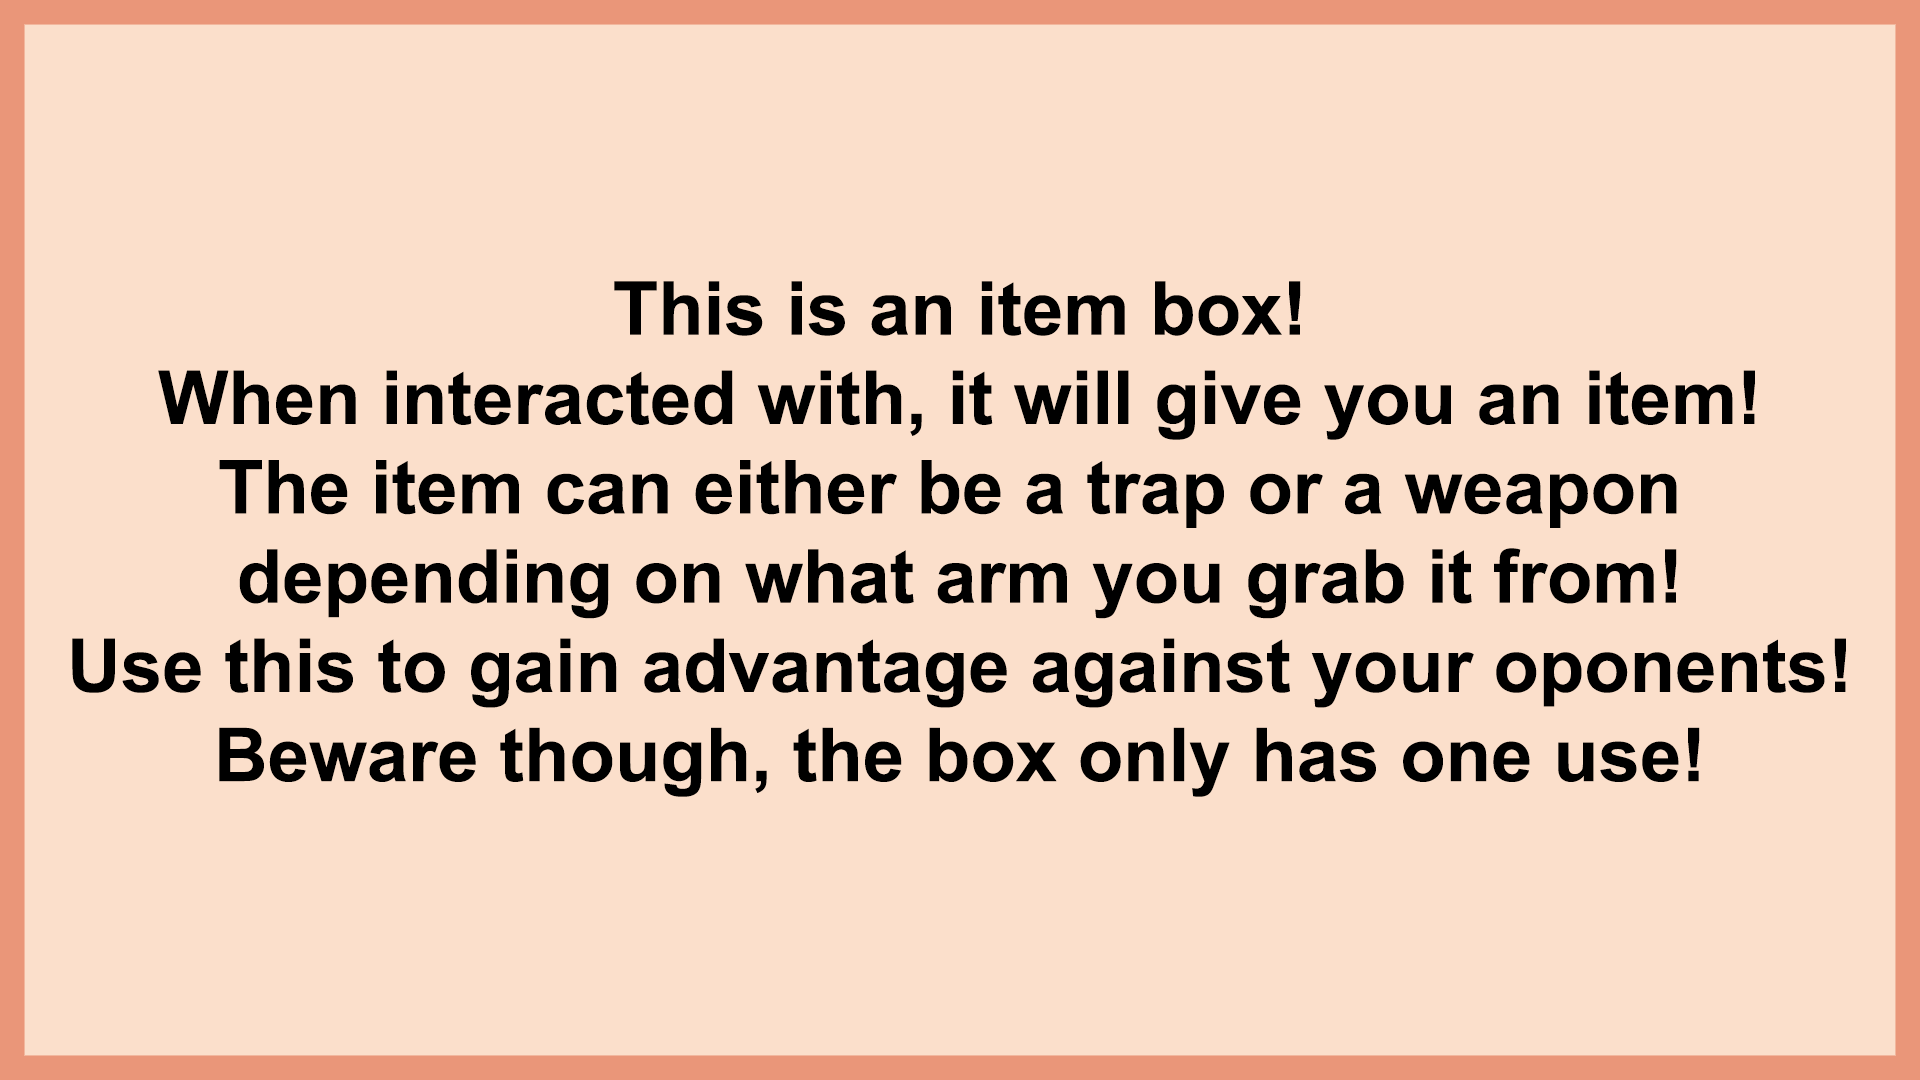 This is an item box!
When interacted with, it will give you an item!
The item can either be a trap or a weapon
depending on what arm you grab it from!
Use this to gain advantage against your oponents!
Beware though, the box only has one use!